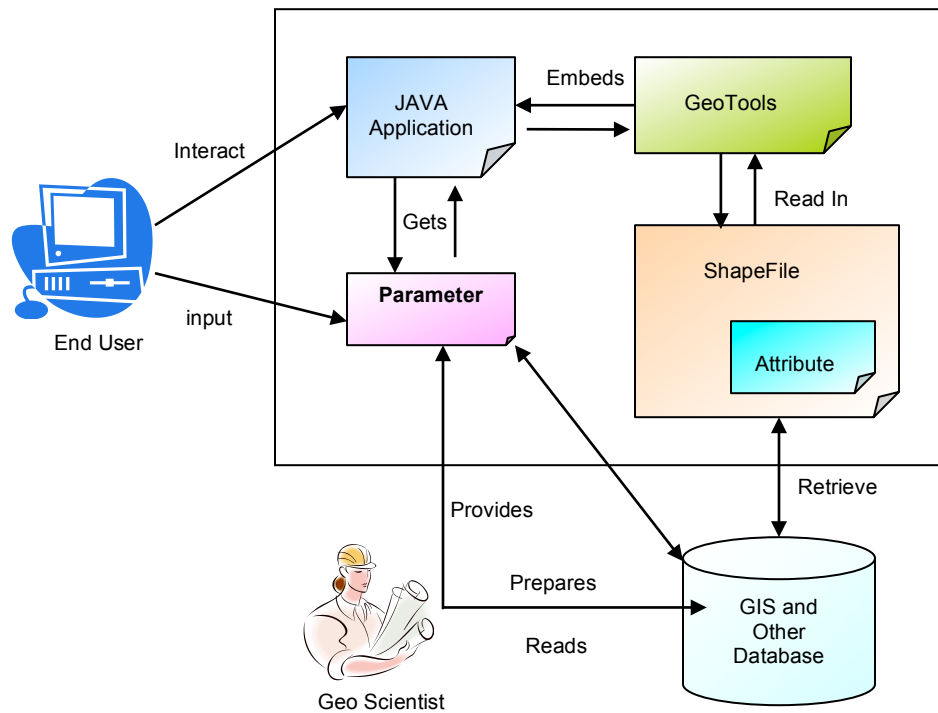 JAVA
Application
Embeds
GeoTools
Interact
Gets
Read In
Parameter
ShapeFile
input
End User
Attribute
Retrieve
Provides
Prepares
GIS and
Other
Database
Reads
Geo Scientist